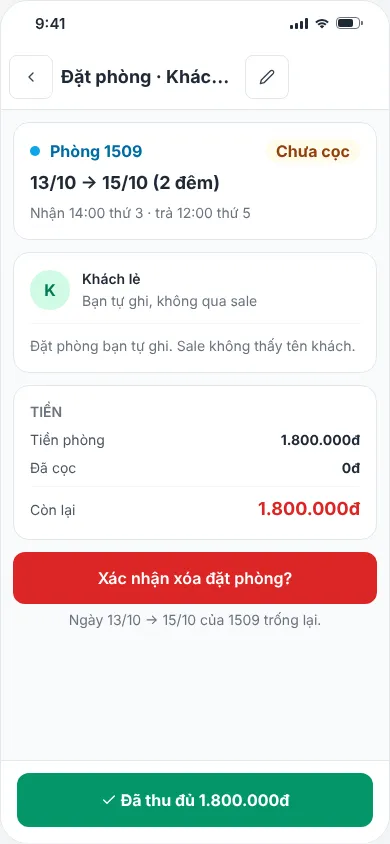 9:41
Đặt phòng · Khác...
Phòng 1509
Chưa cọc
13/10 → 15/10 (2 đêm)
Nhận 14:00 thứ 3 · trả 12:00 thứ 5
K
Khách lẻ
Bạn tự ghi, không qua sale
Đặt phòng bạn tự ghi. Sale không thấy tên khách.
TIỀN
Tiền phòng 1.800.000đ
Đã cọc 0đ
Còn lại 1.800.000đ
Xác nhận xóa đặt phòng?
Ngày 13/10 → 15/10 của 1509 trống lại.
✓ Đã thu đủ 1.800.000đ